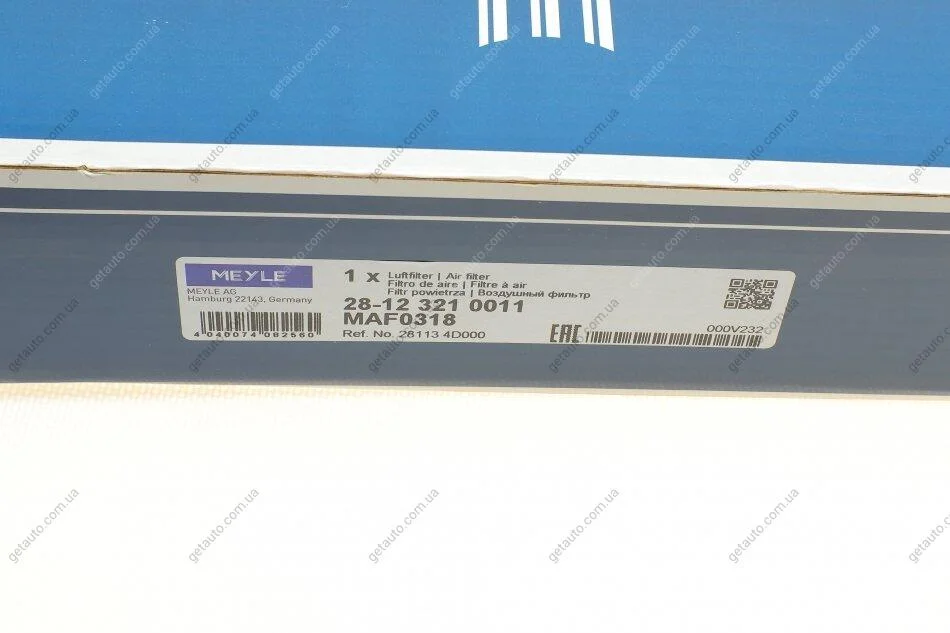 MEYLE
MEYLE AG
Hamburg 22143, Germany
4 040074 082560
1 x Luftfilter | Air filter
Filtro de aire | Filtre à air
Filtr powietrza | Воздушный фильтр
28-12 321 0011
MAF0318
Ref. No. 28113 4D000
EAC
000V232
getauto.com.ua